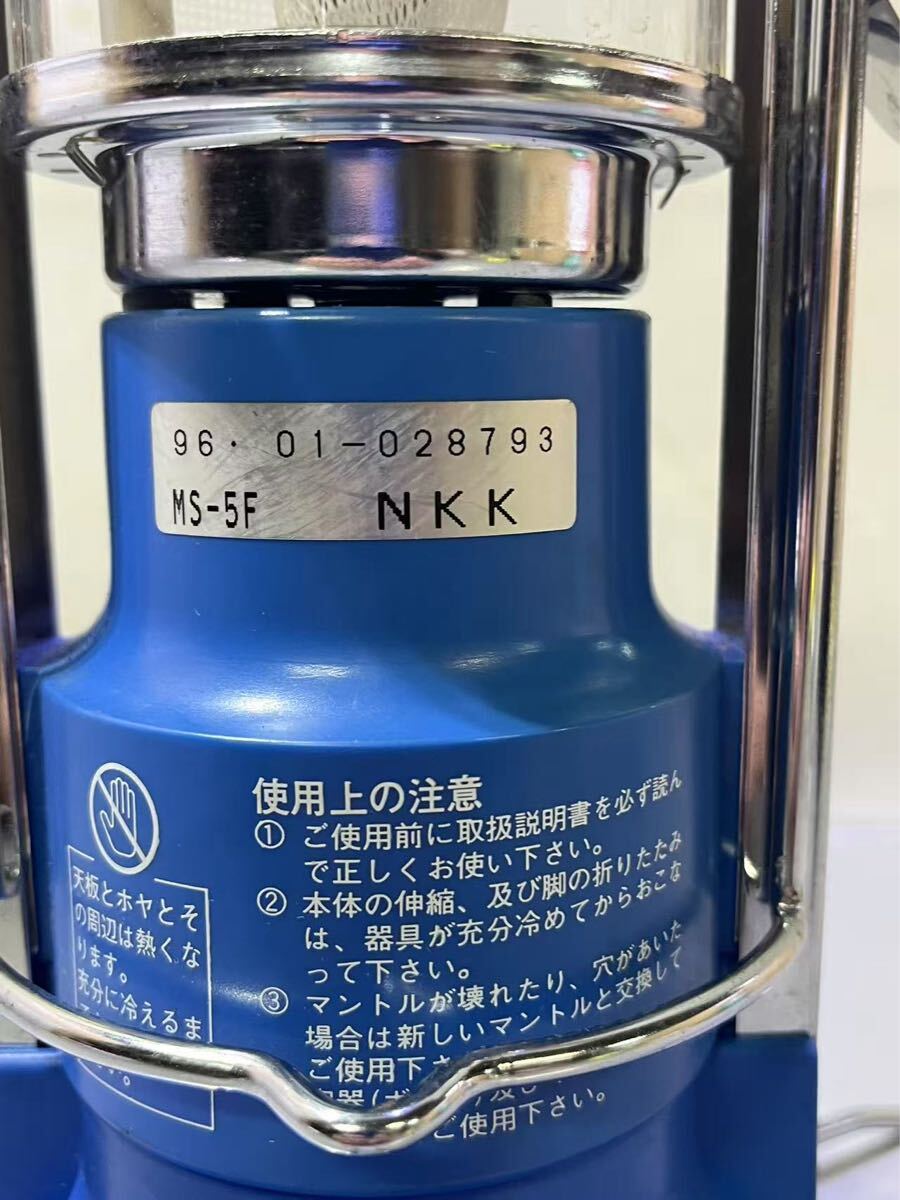 96・ 01-028793
MS-5F NKK
使用上の注意
① ご使用前に取扱説明書を必ず読ん
で正しくお使い下さい。
② 本体の伸縮、及び脚の折りたたみ
は、器具が充分冷めてからおこな
って下さい。
③ マントルが壊れたり、穴があいた
場合は新しいマントルと交換して
ご使用下さ
ご使用下さい。
天板とホヤとそ
の周辺は熱くな
ります。
充分に冷えるま